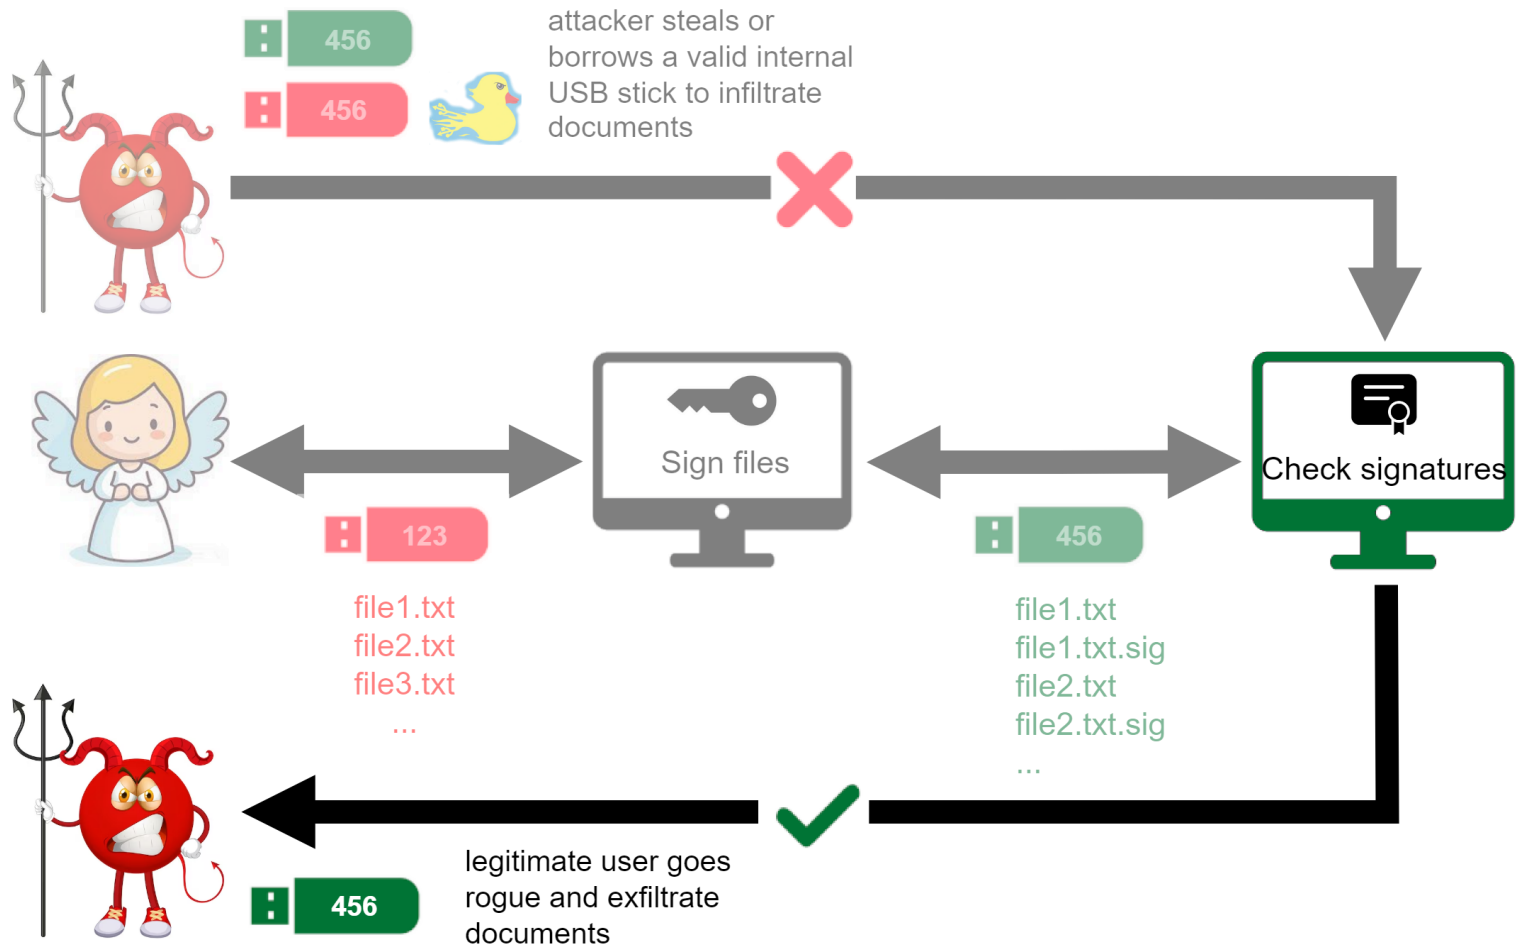 456
456
attacker steals or
borrows a valid internal
USB stick to infiltrate
documents
Sign files
Check signatures
123
file1.txt
file2.txt
file3.txt
...
456
file1.txt
file1.txt.sig
file2.txt
file2.txt.sig
...
456
legitimate user goes
rogue and exfiltrate
documents